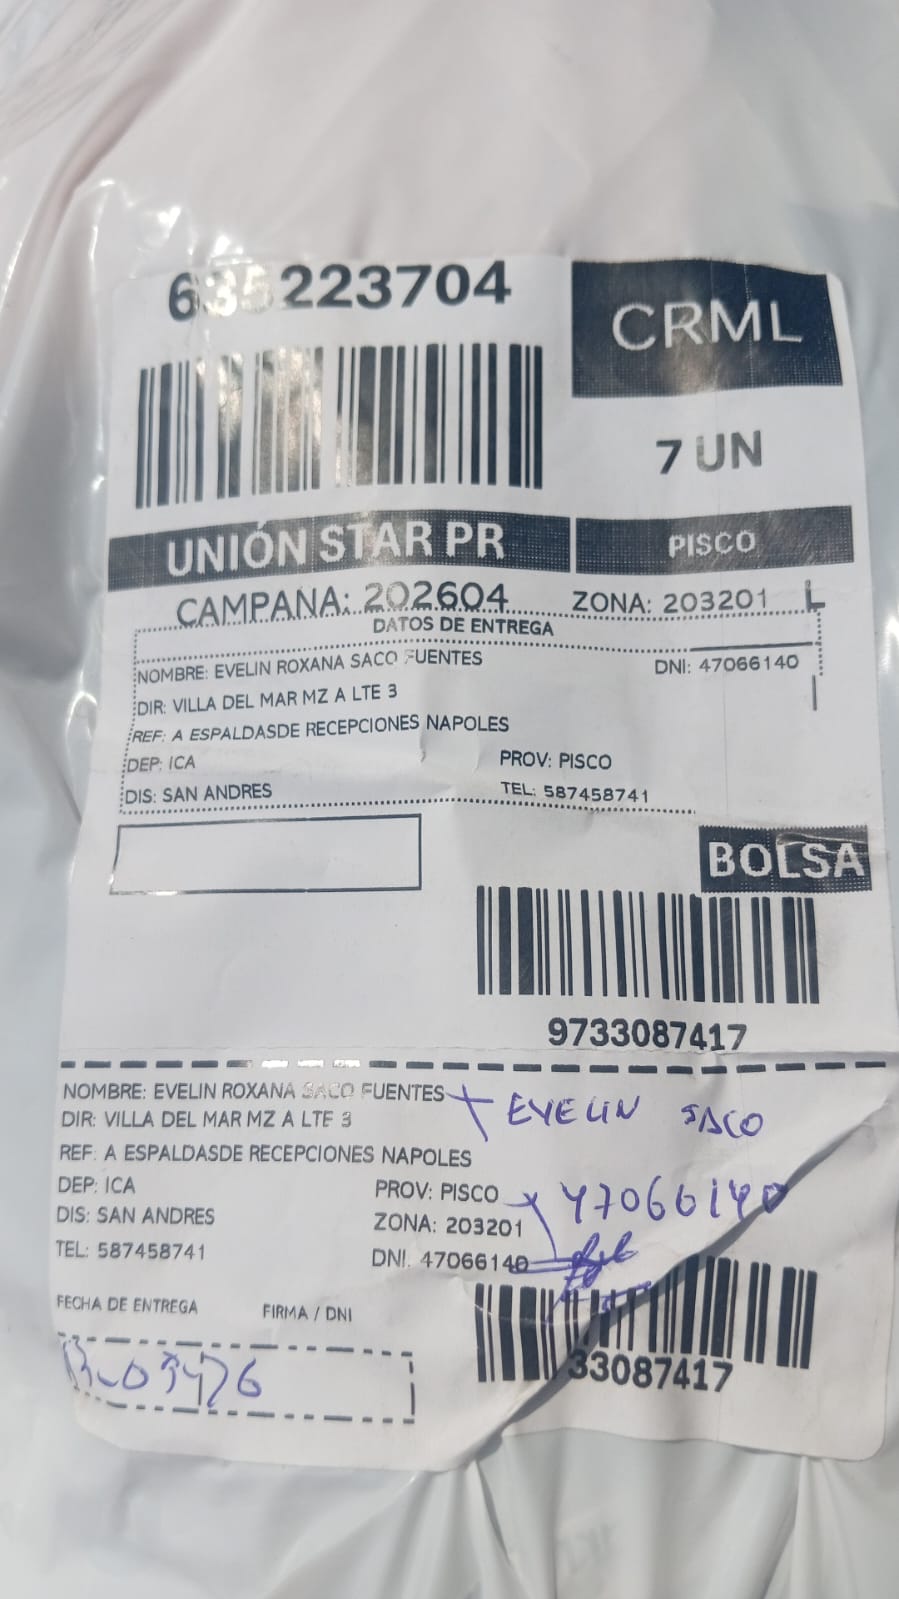 635223704
CRML
7 UN
UNIÓN STAR PR
PISCO
CAMPAÑA: 202604
ZONA: 203201 L
DATOS DE ENTREGA
NOMBRE: EVELIN ROXANA SACO FUENTES
DNI: 47066140
DIR: VILLA DEL MAR MZ A LTE 3
REF: A ESPALDASDE RECEPCIONES NAPOLES
DEP: ICA
PROV: PISCO
DIS: SAN ANDRES
TEL: 587458741
BOLSA
9733087417
NOMBRE: EVELIN ROXANA SACO FUENTES
EVELIN SACO
DIR: VILLA DEL MAR MZ A LTE 3
REF: A ESPALDASDE RECEPCIONES NAPOLES
DEP: ICA
PROV: PISCO
47066140
DIS: SAN ANDRES
ZONA: 203201
TEL: 587458741
DNI. 47066140
FECHA DE ENTREGA
FIRMA / DNI
33087417